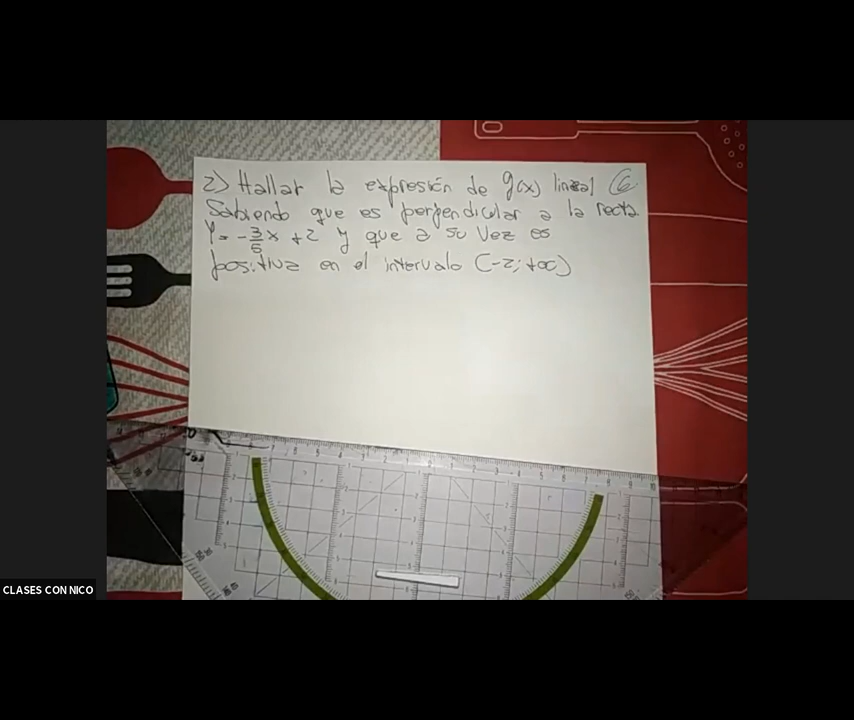 2) Hallar la expresión de g(x) lineal (6
Sabiendo que es perpendicular a la recta
Y = -3/5 x + 2 y que a su vez es
positiva en el intervalo (-2; +∞)
CLASES CON NICO